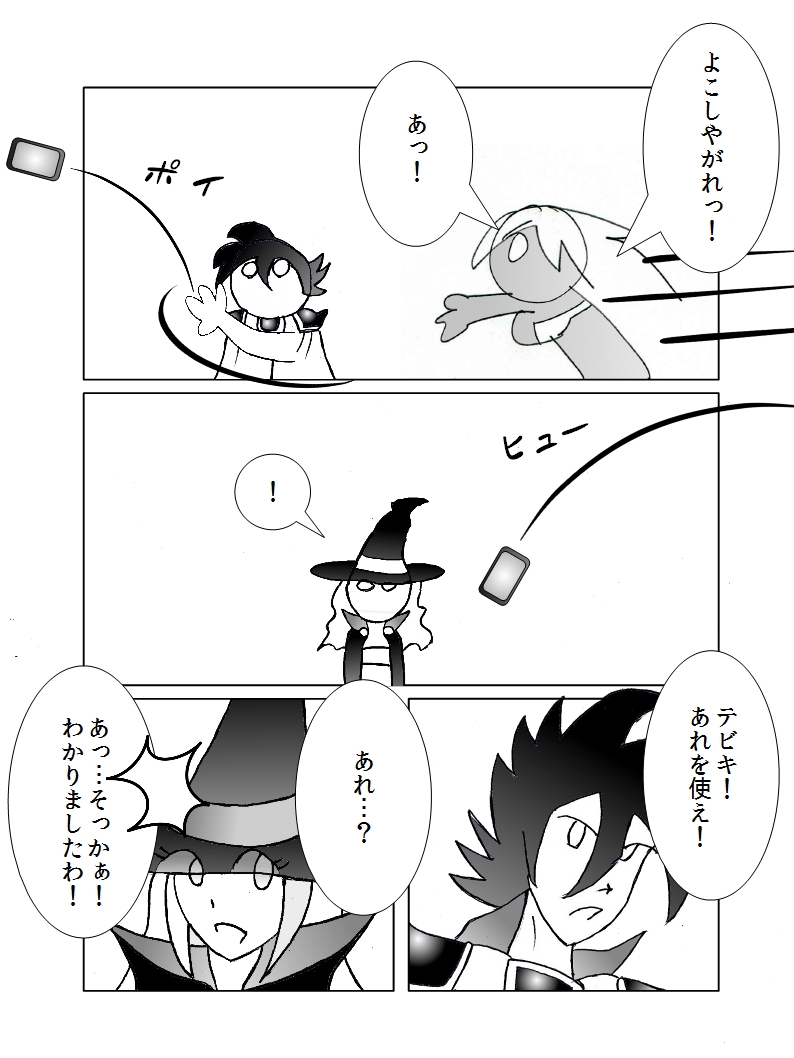 よこしやがれっ！
あっ！
ポイ
ヒュー
！
テビキ！
あれを使え！
あれ…？
あっ…そっかぁ！
わかりましたわ！